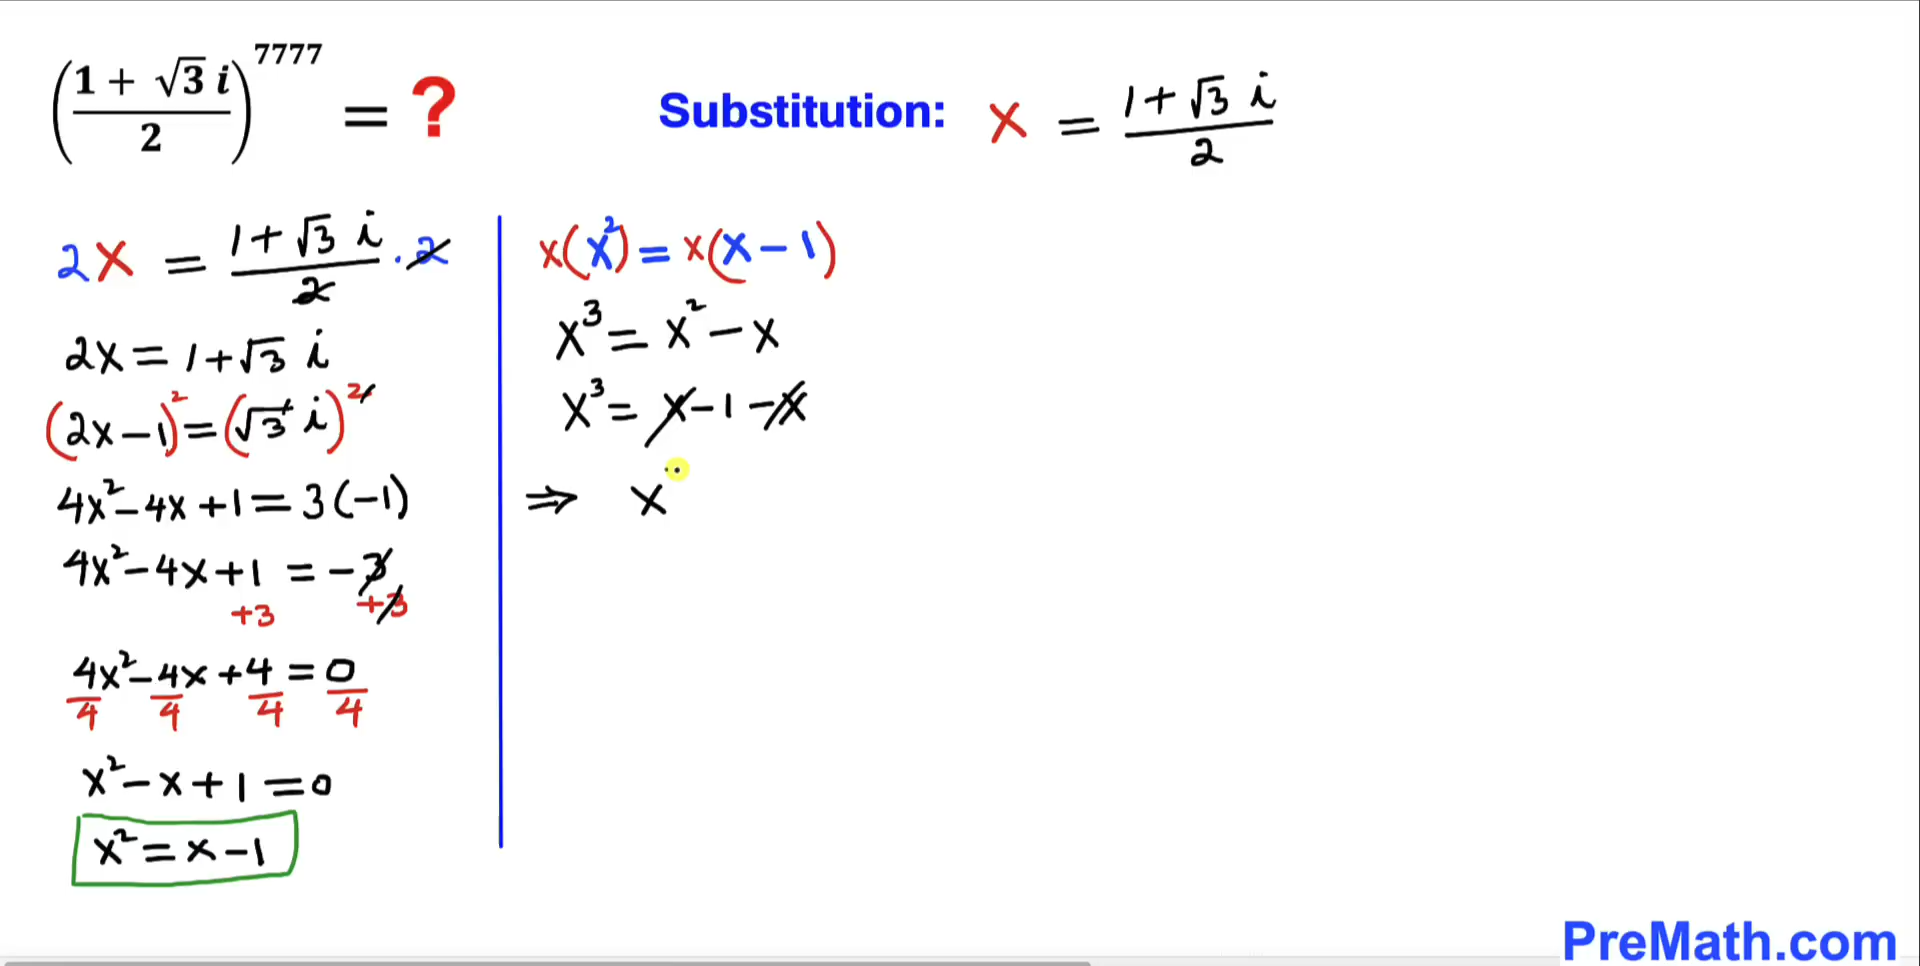 ((1 + √3 i)/2)^7777 = ?
Substitution: x = (1+√3 i)/2
2x = (1+√3 i)/2 · 2
2x = 1+√3 i
(2x-1)² = (√3 i)²
4x²-4x+1 = 3(-1)
4x²-4x+1 = -3
+3 +3
4x²-4x+4 = 0
4 4 4 4
x²-x+1 = 0
x² = x-1
x(x²) = x(x-1)
x³ = x²-x
x³ = x-1-x
⇒ x
PreMath.com